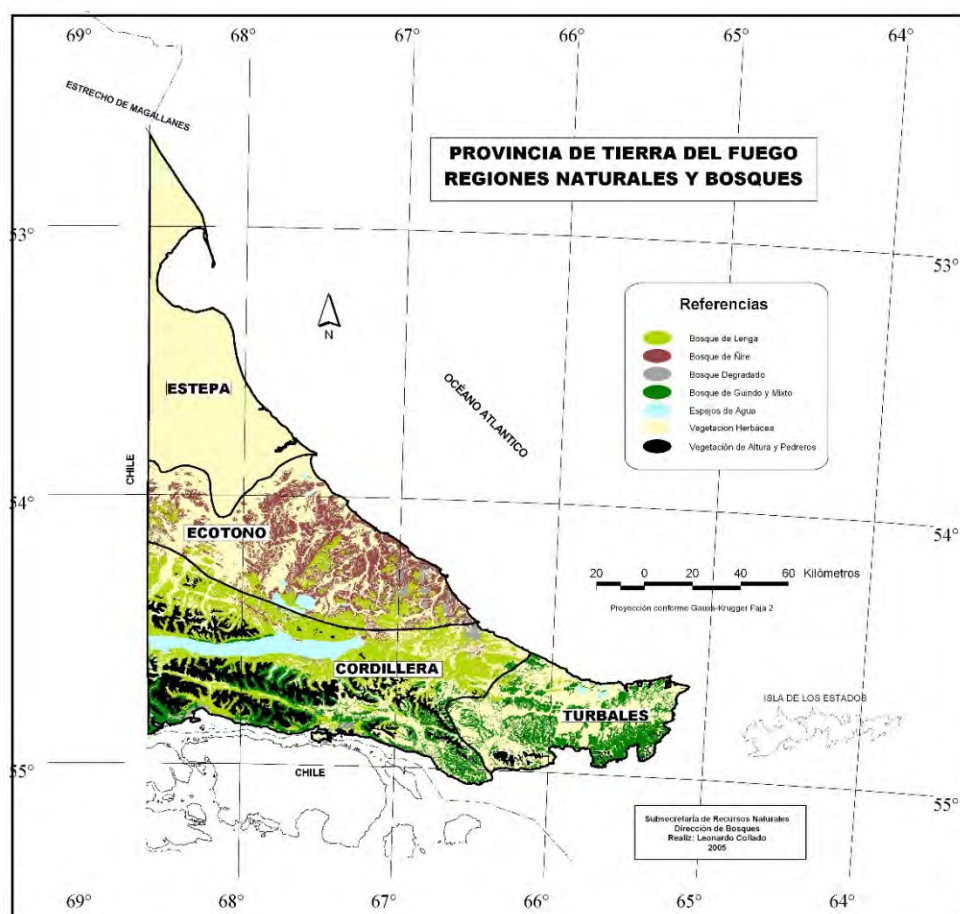 69°
68°
67°
66°
65°
64°
ESTRECHO DE MAGALLANES
PROVINCIA DE TIERRA DEL FUEGO
REGIONES NATURALES Y BOSQUES
53°
53°
Referencias
Bosque de Lenga
Bosque de Ñire
Bosque Degradado
Bosque de Guindo y Mixto
Espejos de Agua
Vegetacion Herbácea
Vegetación de Altura y Pedreros
N
ESTEPA
OCÉANO ATLANTICO
CHILE
54°
54°
ECOTONO
20 0 20 40 60 Kilómetros
Proyección conforme Gauss-Krugger Faja 2
CORDILLERA
TURBALES
ISLA DE LOS ESTADOS
55°
CHILE
55°
Subsecretaría de Recursos Naturales
Dirección de Bosques
Realiz: Leonardo Collado
2005
69°
68°
67°
66°
65°
64°